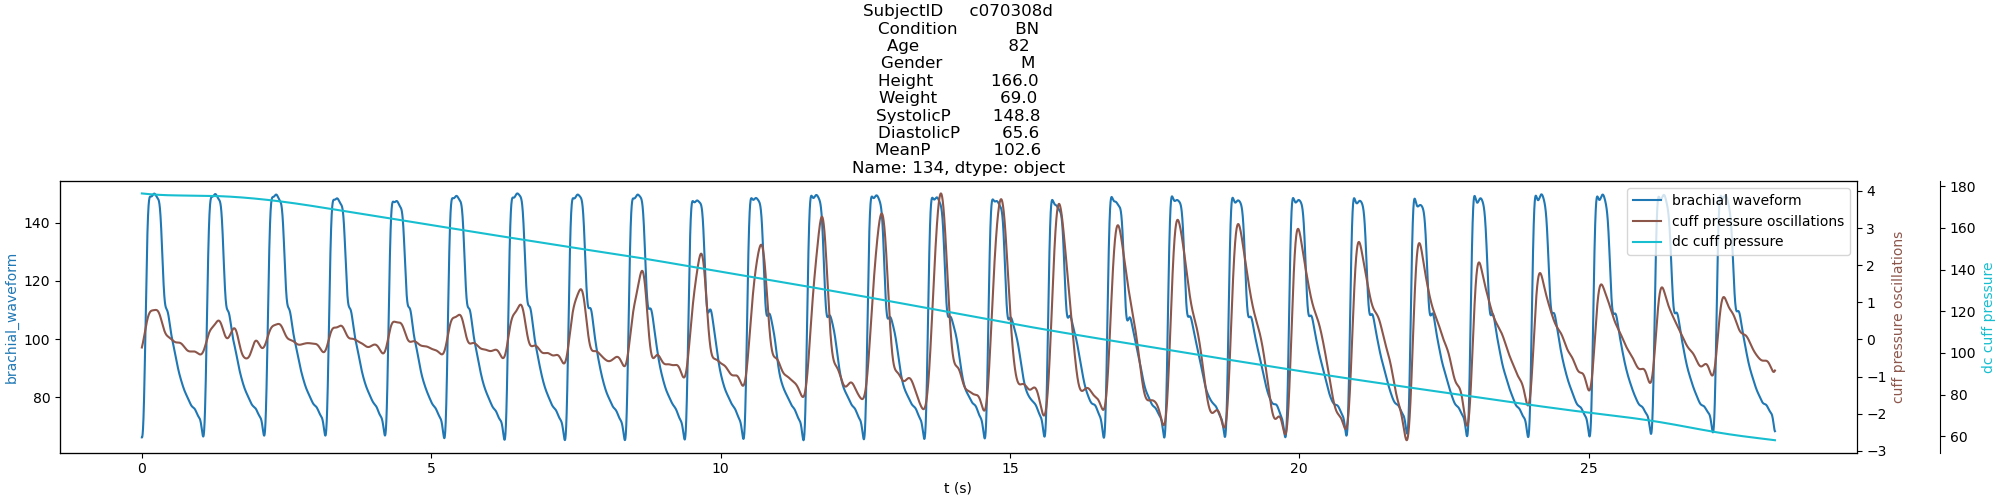 SubjectID c070308d
Condition BN
Age 82
Gender M
Height 166.0
Weight 69.0
SystolicP 148.8
DiastolicP 65.6
MeanP 102.6
Name: 134, dtype: object
brachial_waveform
140
120
100
80
brachial waveform
cuff pressure oscillations
dc cuff pressure
4
3
2
1
0
−1
−2
−3
cuff pressure oscillations
180
160
140
120
100
80
60
dc cuff pressure
0 5 10 15 20 25
t (s)